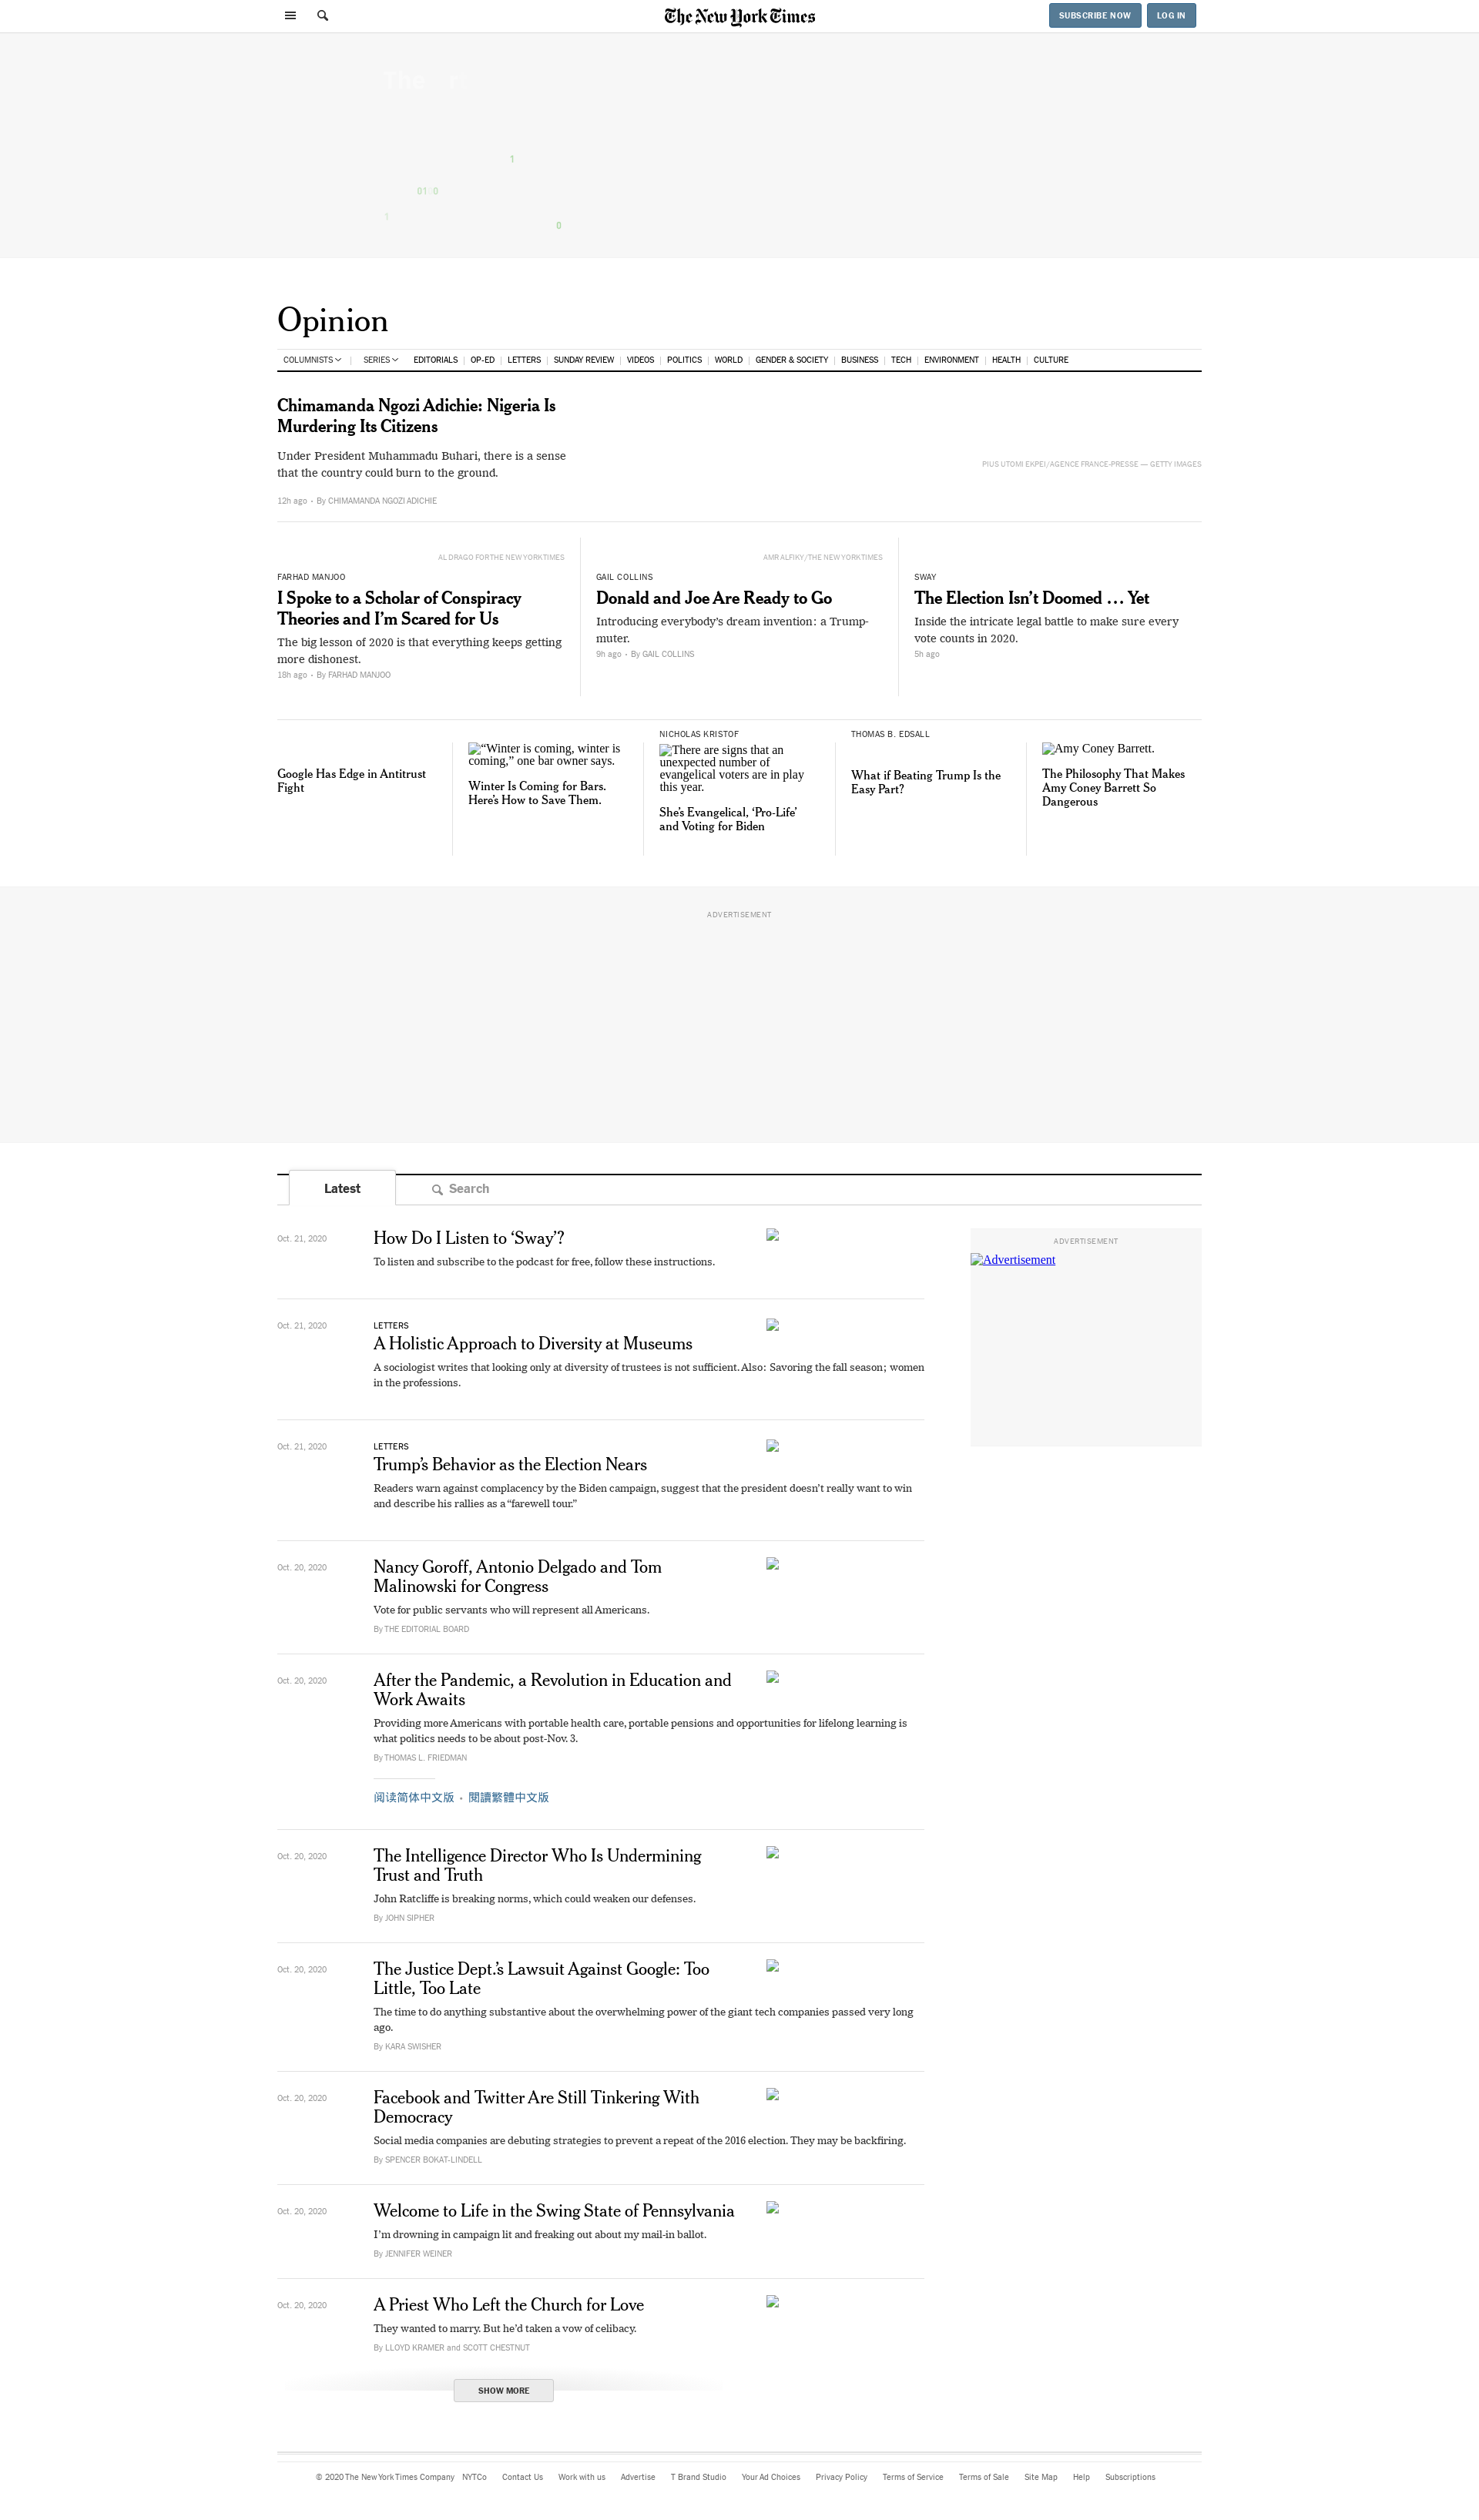 The New York Times
SUBSCRIBE NOW
LOG IN
The
1
01 0
1
0
Opinion
COLUMNISTS
SERIES
EDITORIALS
OP-ED
LETTERS
SUNDAY REVIEW
VIDEOS
POLITICS
WORLD
GENDER & SOCIETY
BUSINESS
TECH
ENVIRONMENT
HEALTH
CULTURE
Chimamanda Ngozi Adichie: Nigeria Is
Murdering Its Citizens
Under President Muhammadu Buhari, there is a sense
that the country could burn to the ground.
12h ago • By CHIMAMANDA NGOZI ADICHIE
PIUS UTOMI EKPEI/AGENCE FRANCE-PRESSE — GETTY IMAGES
AL DRAGO FOR THE NEW YORK TIMES
FARHAD MANJOO
I Spoke to a Scholar of Conspiracy
Theories and I’m Scared for Us
The big lesson of 2020 is that everything keeps getting
more dishonest.
18h ago • By FARHAD MANJOO
AMR ALFIKY/THE NEW YORK TIMES
GAIL COLLINS
Donald and Joe Are Ready to Go
Introducing everybody’s dream invention: a Trump-
muter.
9h ago • By GAIL COLLINS
SWAY
The Election Isn’t Doomed … Yet
Inside the intricate legal battle to make sure every
vote counts in 2020.
5h ago
Google Has Edge in Antitrust
Fight
“Winter is coming, winter is
coming,” one bar owner says.
Winter Is Coming for Bars.
Here’s How to Save Them.
NICHOLAS KRISTOF
There are signs that an
unexpected number of
evangelical voters are in play
this year.
She’s Evangelical, ‘Pro-Life’
and Voting for Biden
THOMAS B. EDSALL
What if Beating Trump Is the
Easy Part?
Amy Coney Barrett.
The Philosophy That Makes
Amy Coney Barrett So
Dangerous
ADVERTISEMENT
Latest
Search
Oct. 21, 2020
How Do I Listen to ‘Sway’?
To listen and subscribe to the podcast for free, follow these instructions.
ADVERTISEMENT
Advertisement
Oct. 21, 2020
LETTERS
A Holistic Approach to Diversity at Museums
A sociologist writes that looking only at diversity of trustees is not sufficient. Also: Savoring the fall season; women
in the professions.
Oct. 21, 2020
LETTERS
Trump’s Behavior as the Election Nears
Readers warn against complacency by the Biden campaign, suggest that the president doesn’t really want to win
and describe his rallies as a “farewell tour.”
Oct. 20, 2020
Nancy Goroff, Antonio Delgado and Tom
Malinowski for Congress
Vote for public servants who will represent all Americans.
By THE EDITORIAL BOARD
Oct. 20, 2020
After the Pandemic, a Revolution in Education and
Work Awaits
Providing more Americans with portable health care, portable pensions and opportunities for lifelong learning is
what politics needs to be about post-Nov. 3.
By THOMAS L. FRIEDMAN
阅读简体中文版 • 閱讀繁體中文版
Oct. 20, 2020
The Intelligence Director Who Is Undermining
Trust and Truth
John Ratcliffe is breaking norms, which could weaken our defenses.
By JOHN SIPHER
Oct. 20, 2020
The Justice Dept.’s Lawsuit Against Google: Too
Little, Too Late
The time to do anything substantive about the overwhelming power of the giant tech companies passed very long
ago.
By KARA SWISHER
Oct. 20, 2020
Facebook and Twitter Are Still Tinkering With
Democracy
Social media companies are debuting strategies to prevent a repeat of the 2016 election. They may be backfiring.
By SPENCER BOKAT-LINDELL
Oct. 20, 2020
Welcome to Life in the Swing State of Pennsylvania
I’m drowning in campaign lit and freaking out about my mail-in ballot.
By JENNIFER WEINER
Oct. 20, 2020
A Priest Who Left the Church for Love
They wanted to marry. But he’d taken a vow of celibacy.
By LLOYD KRAMER and SCOTT CHESTNUT
SHOW MORE
© 2020 The New York Times Company NYTCo Contact Us Work with us Advertise T Brand Studio Your Ad Choices Privacy Policy Terms of Service Terms of Sale Site Map Help Subscriptions